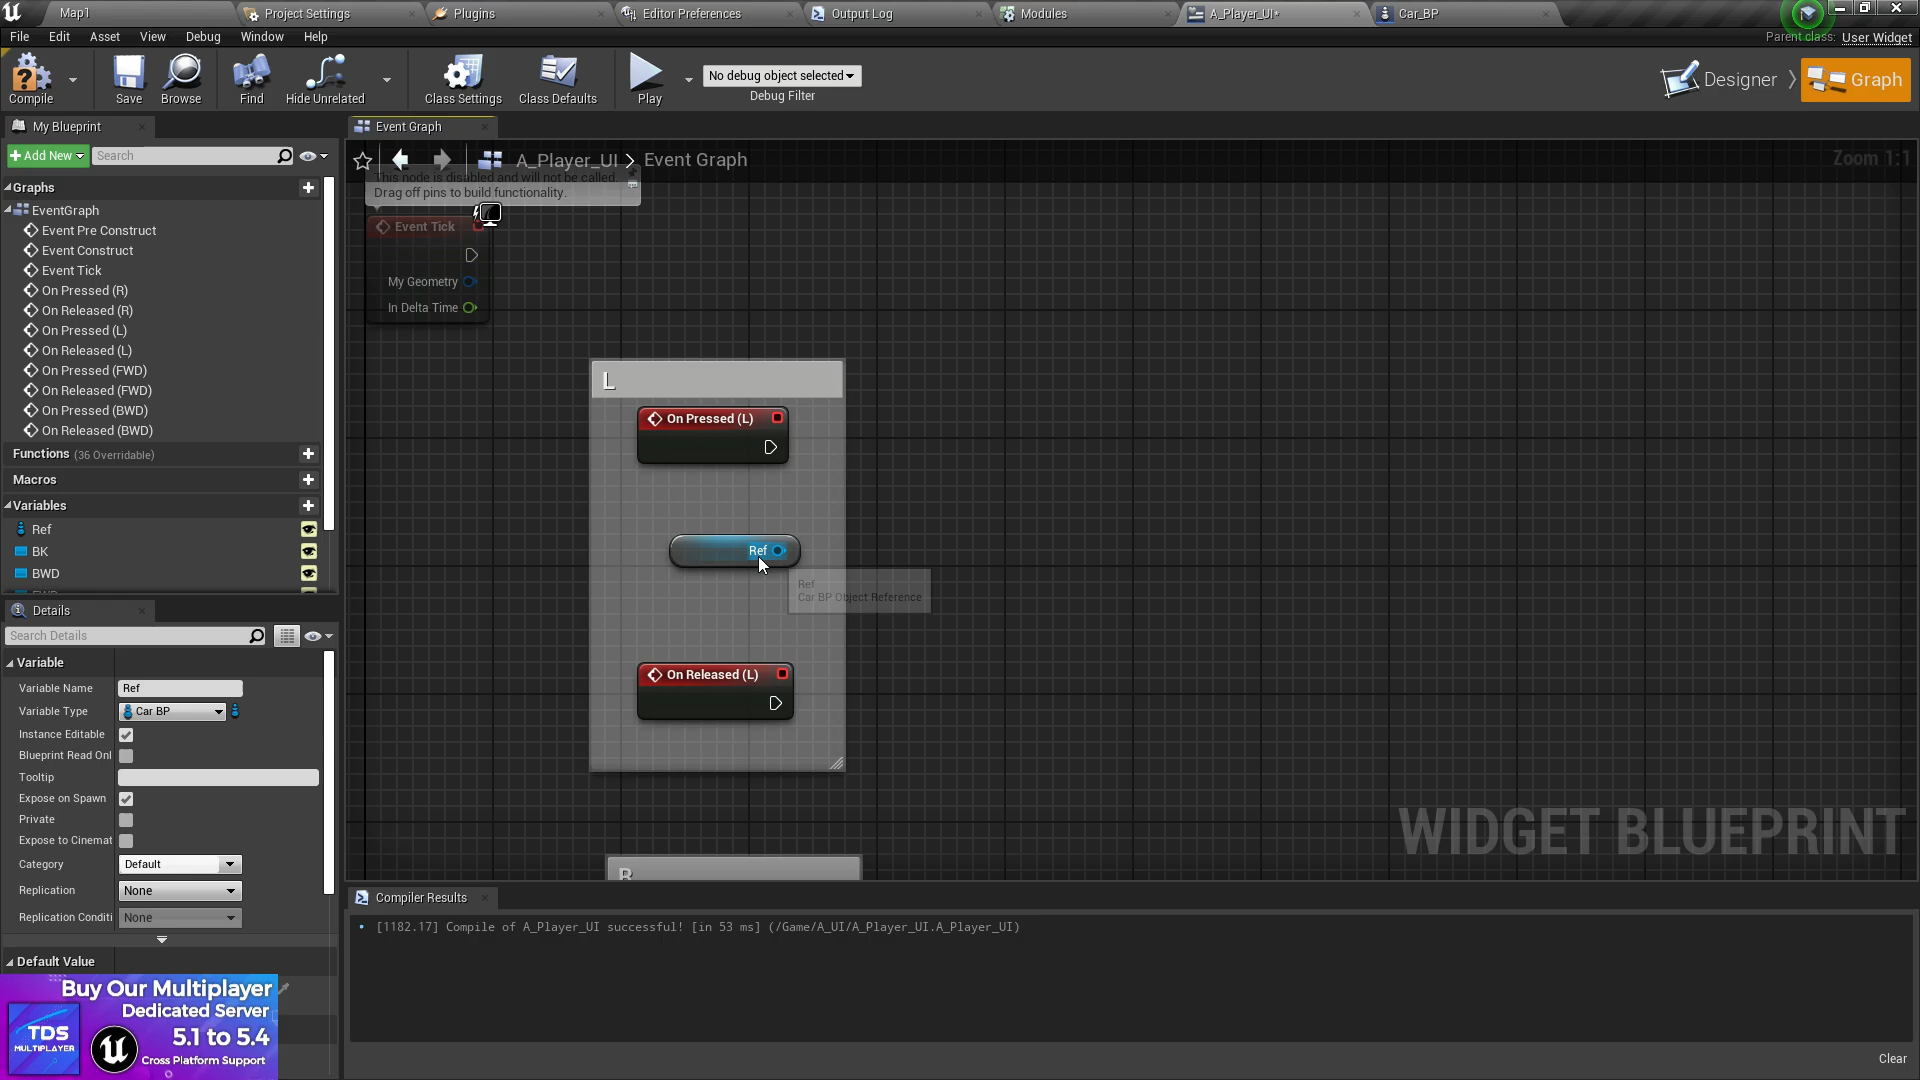 Map1
Project Settings
Plugins
Editor Preferences
Output Log
Modules
A_Player_UI*
Car_BP
File
Edit
Asset
View
Debug
Window
Help
Parent class: User Widget
Compile
Save
Browse
Find
Hide Unrelated
Class Settings
Class Defaults
Play
No debug object selected
Debug Filter
Designer
Graph
My Blueprint
Add New
Search
Graphs
EventGraph
Event Pre Construct
Event Construct
Event Tick
On Pressed (R)
On Released (R)
On Pressed (L)
On Released (L)
On Pressed (FWD)
On Released (FWD)
On Pressed (BWD)
On Released (BWD)
Functions (36 Overridable)
Macros
Variables
Ref
BK
BWD
Details
Search Details
Variable
Variable Name
Ref
Variable Type
Car BP
Instance Editable
Blueprint Read Onl
Tooltip
Expose on Spawn
Private
Expose to Cinemat
Category
Default
Replication
None
Replication Conditi
None
Default Value
Buy Our Multiplayer
Dedicated Server
5.1 to 5.4
Cross Platform Support
TDS
MULTIPLAYER
Event Graph
A_Player_UI > Event Graph
Zoom 1:1
This node is disabled and will not be called.
Drag off pins to build functionality.
Event Tick
My Geometry
In Delta Time
L
On Pressed (L)
Ref
Ref
Car BP Object Reference
On Released (L)
R
WIDGET BLUEPRINT
Compiler Results
• [1182.17] Compile of A_Player_UI successful! [in 53 ms] (/Game/A_UI/A_Player_UI.A_Player_UI)
Clear